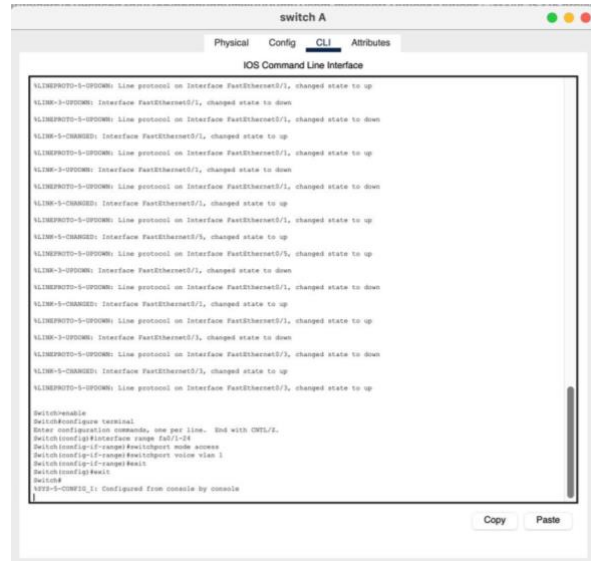 switch A
Physical Config CLI Attributes
IOS Command Line Interface
%LINEPROTO-5-UPDOWN: Line protocol on Interface FastEthernet0/1, changed state to up
%LINK-3-UPDOWN: Interface FastEthernet0/1, changed state to down
%LINEPROTO-5-UPDOWN: Line protocol on Interface FastEthernet0/1, changed state to down
%LINK-5-CHANGED: Interface FastEthernet0/1, changed state to up
%LINEPROTO-5-UPDOWN: Line protocol on Interface FastEthernet0/1, changed state to up
%LINK-3-UPDOWN: Interface FastEthernet0/1, changed state to down
%LINEPROTO-5-UPDOWN: Line protocol on Interface FastEthernet0/1, changed state to down
%LINK-5-CHANGED: Interface FastEthernet0/1, changed state to up
%LINEPROTO-5-UPDOWN: Line protocol on Interface FastEthernet0/1, changed state to up
%LINK-5-CHANGED: Interface FastEthernet0/5, changed state to up
%LINEPROTO-5-UPDOWN: Line protocol on Interface FastEthernet0/5, changed state to up
%LINK-3-UPDOWN: Interface FastEthernet0/1, changed state to down
%LINEPROTO-5-UPDOWN: Line protocol on Interface FastEthernet0/1, changed state to down
%LINK-5-CHANGED: Interface FastEthernet0/1, changed state to up
%LINEPROTO-5-UPDOWN: Line protocol on Interface FastEthernet0/1, changed state to up
%LINK-3-UPDOWN: Interface FastEthernet0/3, changed state to down
%LINEPROTO-5-UPDOWN: Line protocol on Interface FastEthernet0/3, changed state to down
%LINK-5-CHANGED: Interface FastEthernet0/3, changed state to up
%LINEPROTO-5-UPDOWN: Line protocol on Interface FastEthernet0/3, changed state to up
Switch>enable
Switch#configure terminal
Enter configuration commands, one per line. End with CNTL/Z.
Switch(config)#interface range fa0/1-24
Switch(config-if-range)#switchport mode access
Switch(config-if-range)#switchport voice vlan 1
Switch(config-if-range)#exit
Switch(config)#exit
Switch#
%SYS-5-CONFIG_I: Configured from console by console
Copy Paste